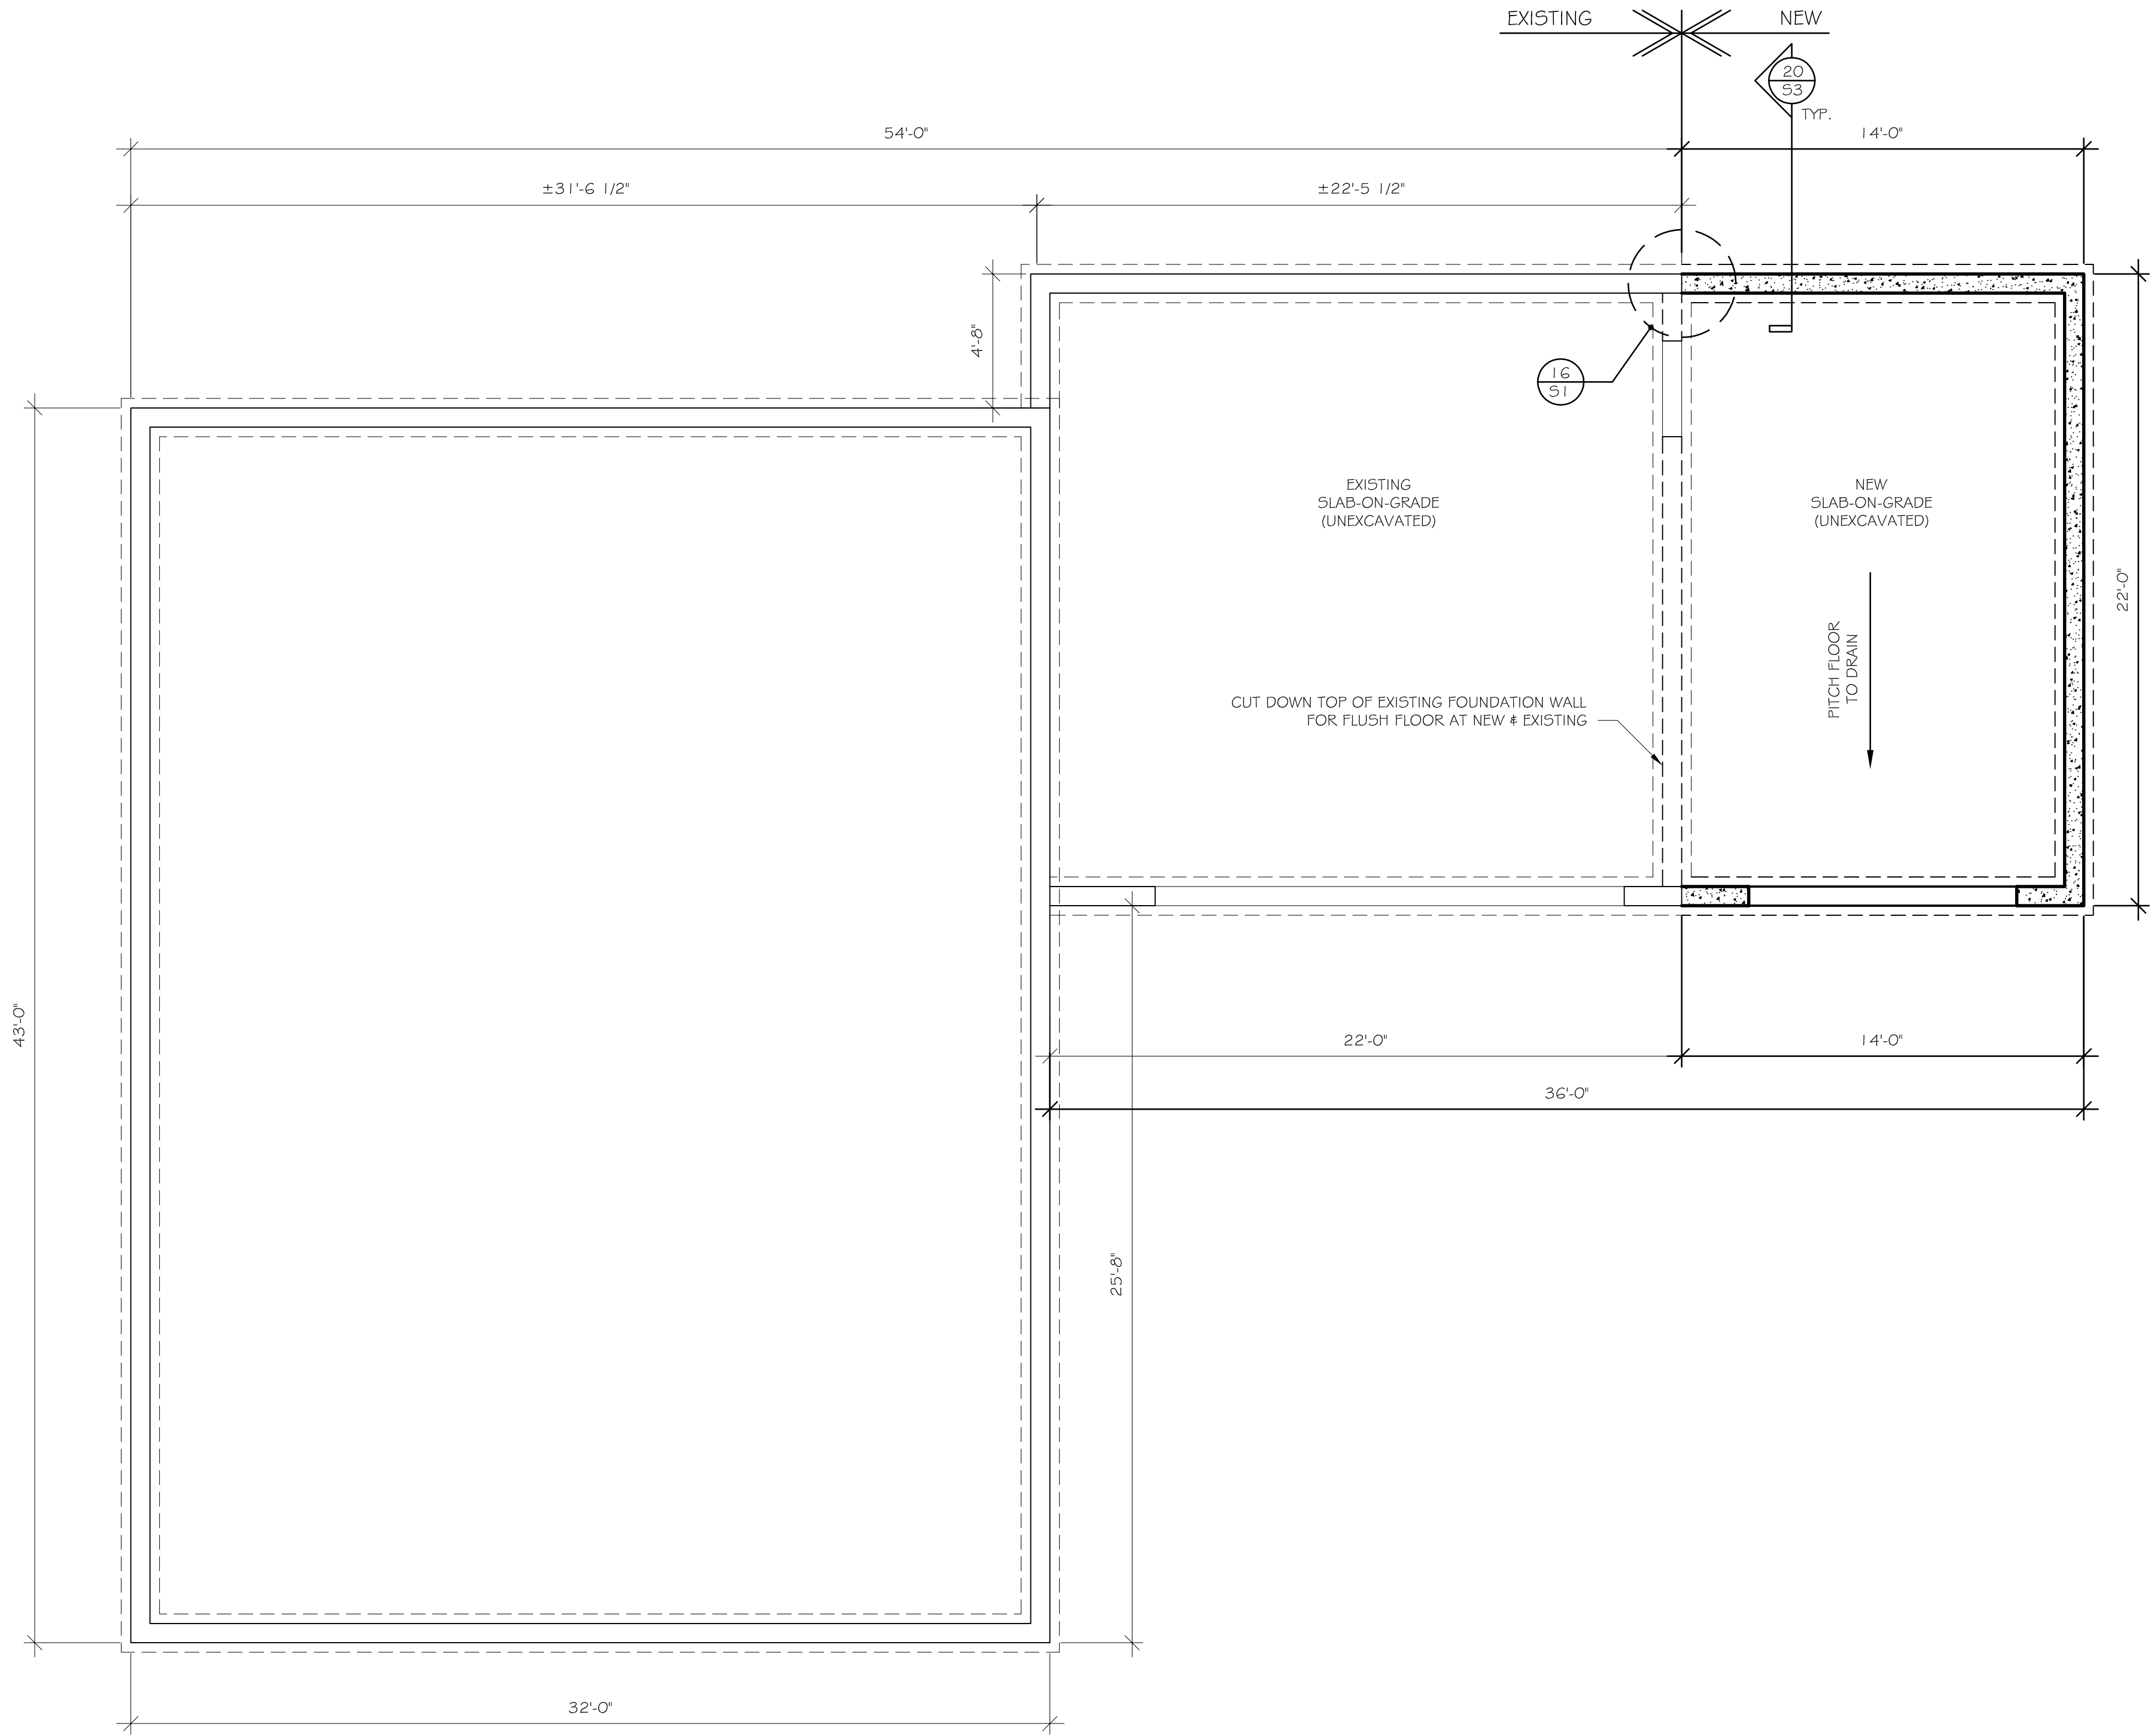 EXISTING
NEW
20
S3
TYP.
54'-0"
14'-0"
±31'-6 1/2"
±22'-5 1/2"
4'-8"
16
S1
EXISTING
SLAB-ON-GRADE
(UNEXCAVATED)
NEW
SLAB-ON-GRADE
(UNEXCAVATED)
22'-0"
PITCH FLOOR
TO DRAIN
CUT DOWN TOP OF EXISTING FOUNDATION WALL
FOR FLUSH FLOOR AT NEW & EXISTING
43'-0"
22'-0"
14'-0"
36'-0"
25'-8"
32'-0"